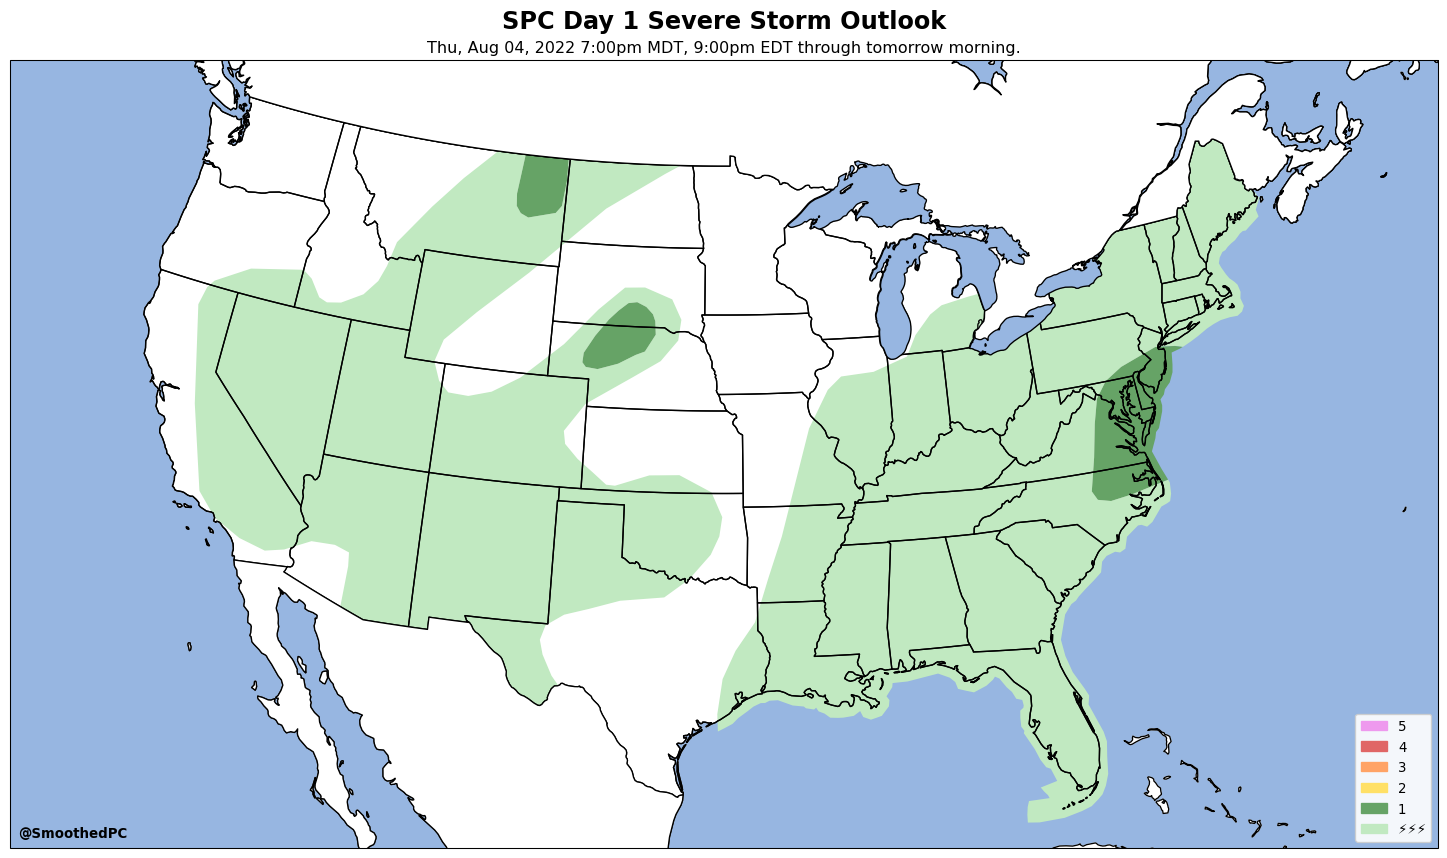 SPC Day 1 Severe Storm Outlook
Thu, Aug 04, 2022 7:00pm MDT, 9:00pm EDT through tomorrow morning.
5
4
3
2
1
⚡⚡⚡
@SmoothedPC